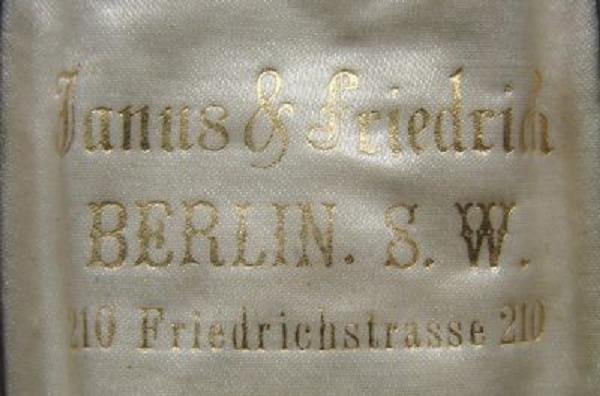 Janus & Friedrich
BERLIN. S. W.
210 Friedrichstrasse 210